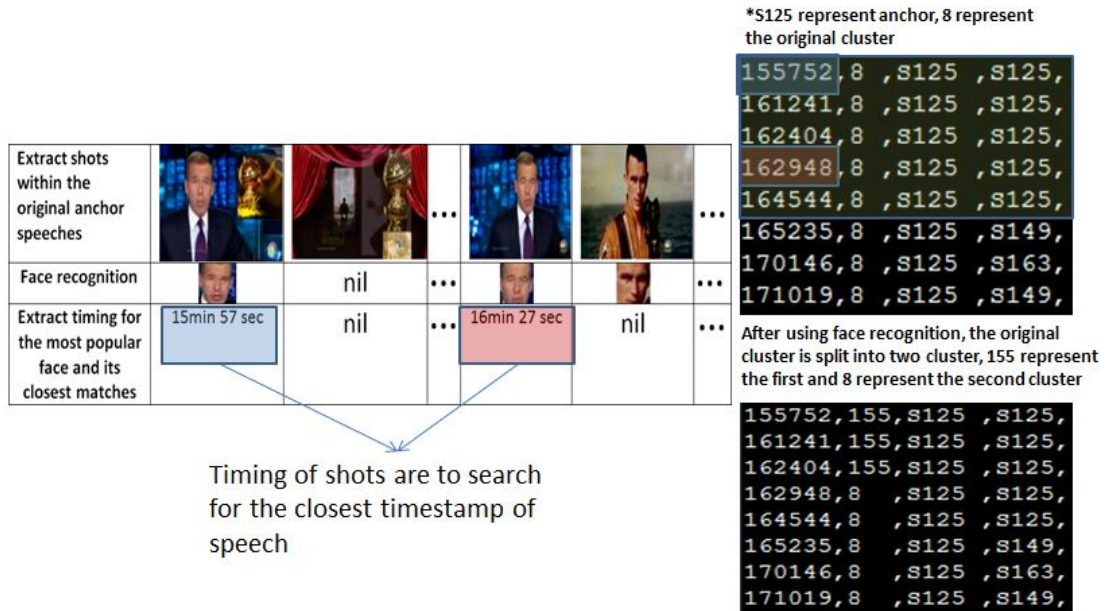 *S125 represent anchor, 8 represent
the original cluster
155752,8 ,S125 ,S125,
161241,8 ,S125 ,S125,
162404,8 ,S125 ,S125,
162948,8 ,S125 ,S125,
164544,8 ,S125 ,S125,
165235,8 ,S125 ,S149,
170146,8 ,S125 ,S163,
171019,8 ,S125 ,S149,
Extract shots
within the
original anchor
speeches
...
...
Face recognition
nil
...
...
Extract timing for
the most popular
face and its
closest matches
15min 57 sec
nil
...
16min 27 sec
nil
...
Timing of shots are to search
for the closest timestamp of
speech
After using face recognition, the original
cluster is split into two cluster, 155 represent
the first and 8 represent the second cluster
155752,155,S125 ,S125,
161241,155,S125 ,S125,
162404,155,S125 ,S125,
162948,8 ,S125 ,S125,
164544,8 ,S125 ,S125,
165235,8 ,S125 ,S149,
170146,8 ,S125 ,S163,
171019,8 ,S125 ,S149,